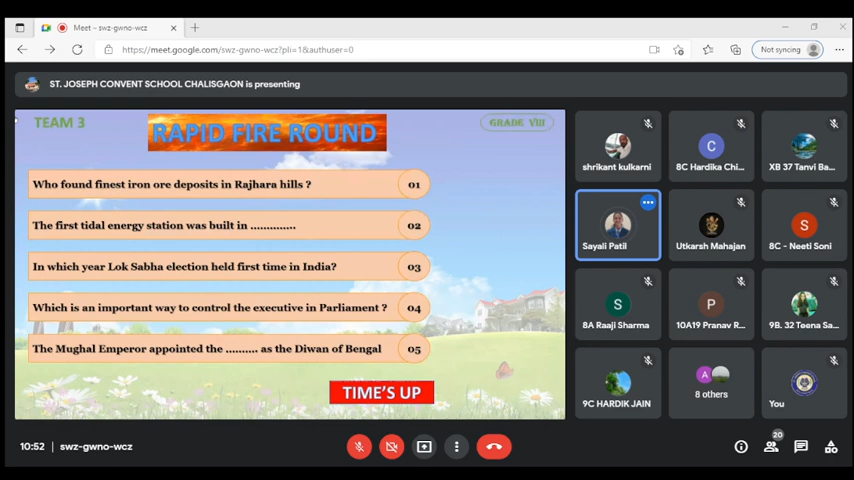 Meet – swz-gwno-wcz
https://meet.google.com/swz-gwno-wcz?pli=1&authuser=0
Not syncing
ST. JOSEPH CONVENT SCHOOL CHALISGAON is presenting
TEAM 3
RAPID FIRE ROUND
GRADE VIII
Who found finest iron ore deposits in Rajhara hills ? 01
The first tidal energy station was built in .............. 02
In which year Lok Sabha election held first time in India? 03
Which is an important way to control the executive in Parliament ? 04
The Mughal Emperor appointed the .......... as the Diwan of Bengal 05
TIME'S UP
shrikant kulkarni
C
8C Hardika Chi...
XB 37 Tanvi Ba...
Sayali Patil
Utkarsh Mahajan
S
8C - Neeti Soni
S
8A Raaji Sharma
P
10A19 Pranav R...
9B. 32 Teena Sa...
9C HARDIK JAIN
A
8 others
You
10:52 | swz-gwno-wcz
20